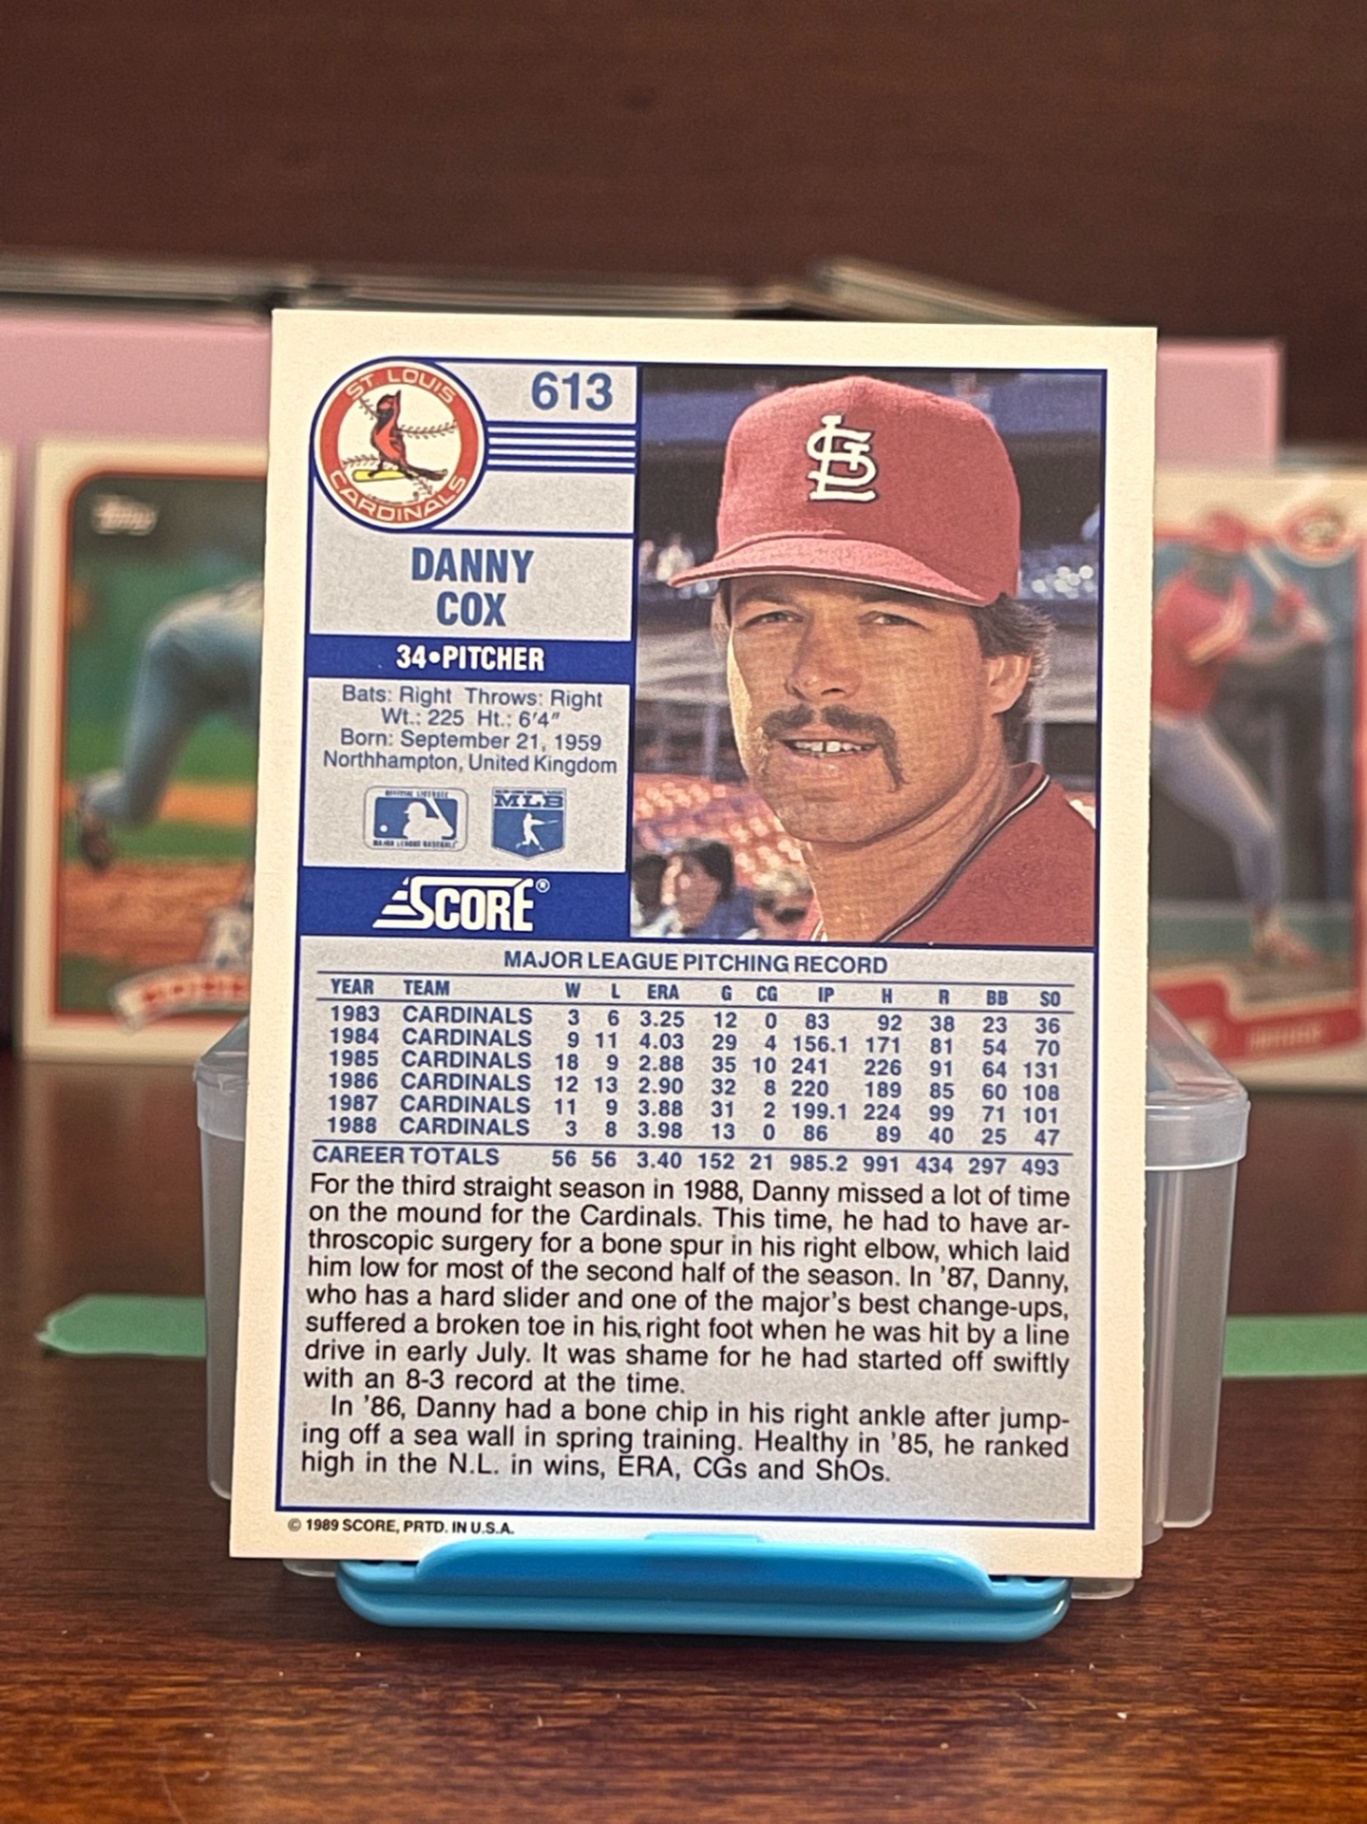 ST LOUIS
CARDINALS
613
STL
DANNY
COX
34•PITCHER
Bats: Right Throws: Right
Wt.: 225 Ht.: 6'4"
Born: September 21, 1959
Northhampton, United Kingdom
OFFICIAL LICENSEE
MAJOR LEAGUE BASEBALL
MLB
SCORE®
MAJOR LEAGUE PITCHING RECORD
YEAR TEAM W L ERA G CG IP H R BB SO
1983 CARDINALS 3 6 3.25 12 0 83 92 38 23 36
1984 CARDINALS 9 11 4.03 29 4 156.1 171 81 54 70
1985 CARDINALS 18 9 2.88 35 10 241 226 91 64 131
1986 CARDINALS 12 13 2.90 32 8 220 189 85 60 108
1987 CARDINALS 11 9 3.88 31 2 199.1 224 99 71 101
1988 CARDINALS 3 8 3.98 13 0 86 89 40 25 47
CAREER TOTALS 56 56 3.40 152 21 985.2 991 434 297 493
For the third straight season in 1988, Danny missed a lot of time
on the mound for the Cardinals. This time, he had to have ar-
throscopic surgery for a bone spur in his right elbow, which laid
him low for most of the second half of the season. In '87, Danny,
who has a hard slider and one of the major's best change-ups,
suffered a broken toe in his right foot when he was hit by a line
drive in early July. It was shame for he had started off swiftly
with an 8-3 record at the time.
In '86, Danny had a bone chip in his right ankle after jump-
ing off a sea wall in spring training. Healthy in '85, he ranked
high in the N.L. in wins, ERA, CGs and ShOs.
© 1989 SCORE, PRTD. IN U.S.A.
Topps